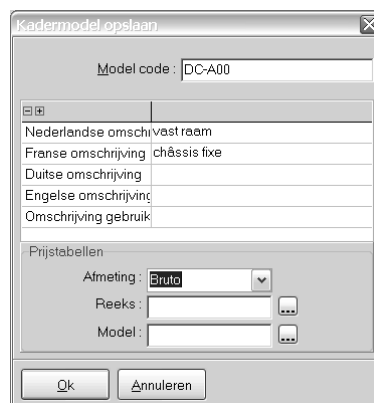 Kadermodel opslaan
Model code : DC-A00
Nederlandse omschr vast raam
Franse omschrijving châssis fixe
Duitse omschrijving
Engelse omschrijving
Omschrijving gebruik
Prijstabellen
Afmeting : Bruto
Reeks : ...
Model : ...
Ok Annuleren